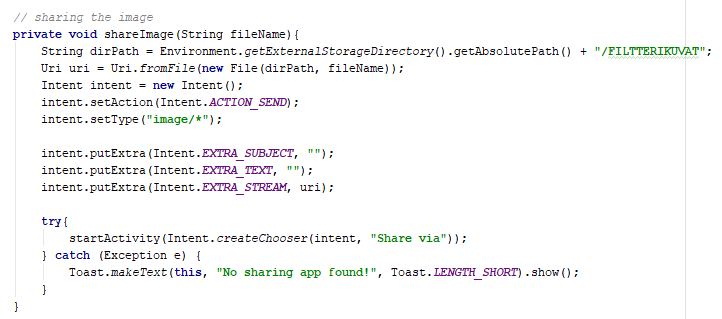 // sharing the image
private void shareImage(String fileName){
    String dirPath = Environment.getExternalStorageDirectory().getAbsolutePath() + "/FILTTERIKUVAT";
    Uri uri = Uri.fromFile(new File(dirPath, fileName));
    Intent intent = new Intent();
    intent.setAction(Intent.ACTION_SEND);
    intent.setType("image/*");

    intent.putExtra(Intent.EXTRA_SUBJECT, "");
    intent.putExtra(Intent.EXTRA_TEXT, "");
    intent.putExtra(Intent.EXTRA_STREAM, uri);

    try{
        startActivity(Intent.createChooser(intent, "Share via"));
    } catch (Exception e) {
        Toast.makeText(this, "No sharing app found!", Toast.LENGTH_SHORT).show();
    }
}